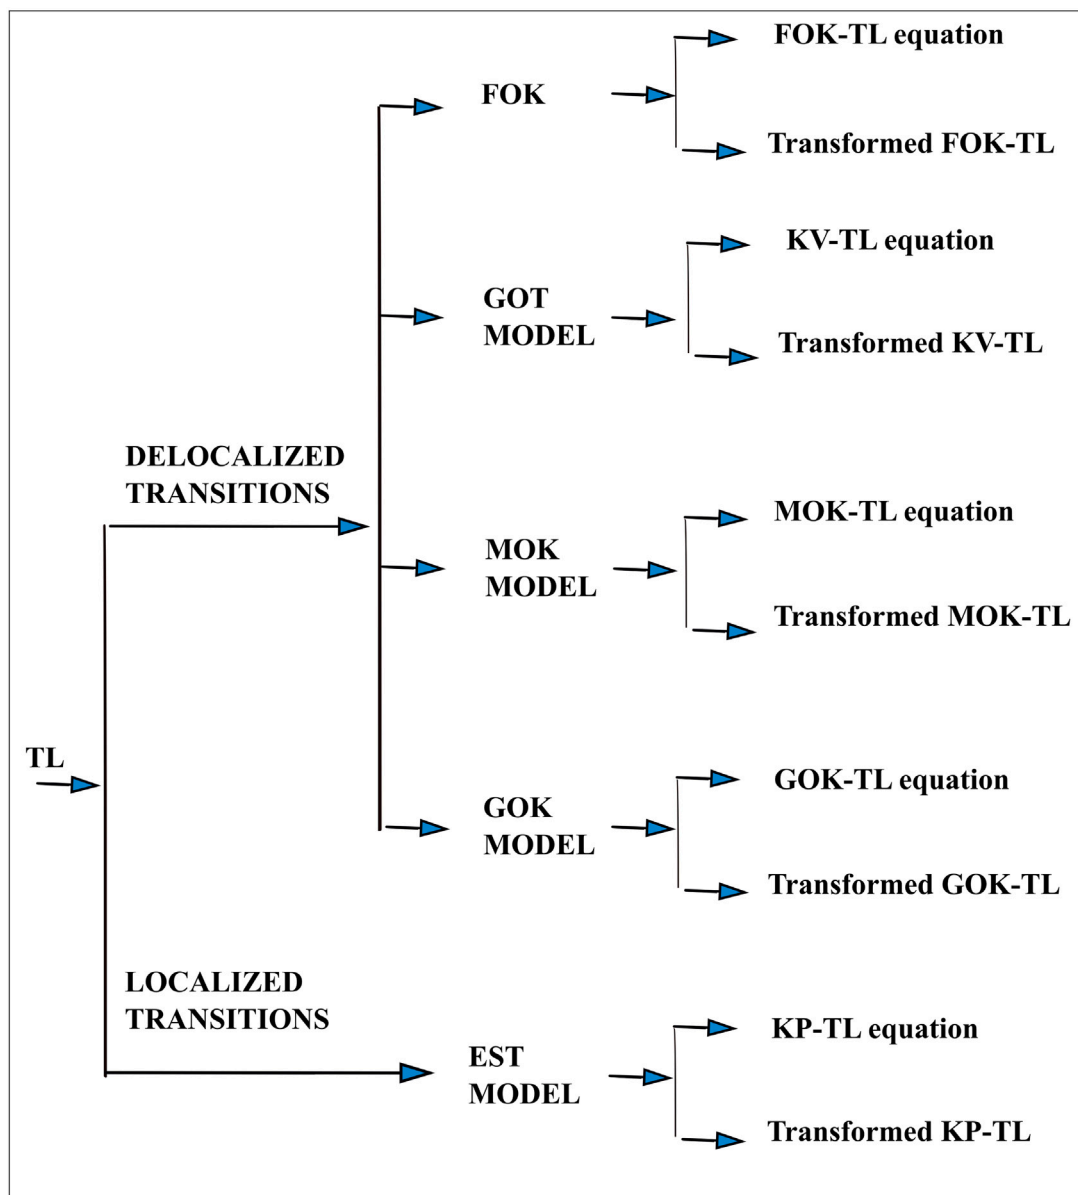 FOK-TL equation
FOK
Transformed FOK-TL
KV-TL equation
GOT
MODEL
Transformed KV-TL
DELOCALIZED
TRANSITIONS
MOK-TL equation
MOK
MODEL
Transformed MOK-TL
TL
GOK-TL equation
GOK
MODEL
Transformed GOK-TL
LOCALIZED
TRANSITIONS
KP-TL equation
EST
MODEL
Transformed KP-TL